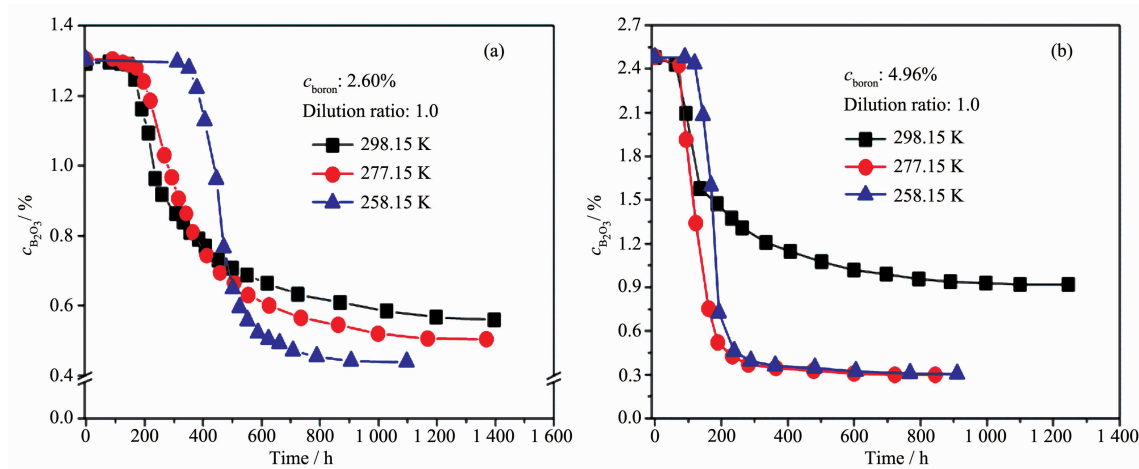 (a)
c_boron: 2.60%
Dilution ratio: 1.0
298.15 K
277.15 K
258.15 K
c_B2O3 / %
1.4
1.2
1.0
0.8
0.6
0.4
0.0
0 200 400 600 800 1 000 1 200 1 400 1 600
Time / h
(b)
c_boron: 4.96%
Dilution ratio: 1.0
298.15 K
277.15 K
258.15 K
c_B2O3 / %
2.7
2.4
2.1
1.8
1.5
1.2
0.9
0.6
0.3
0.0
0 200 400 600 800 1 000 1 200 1 400
Time / h